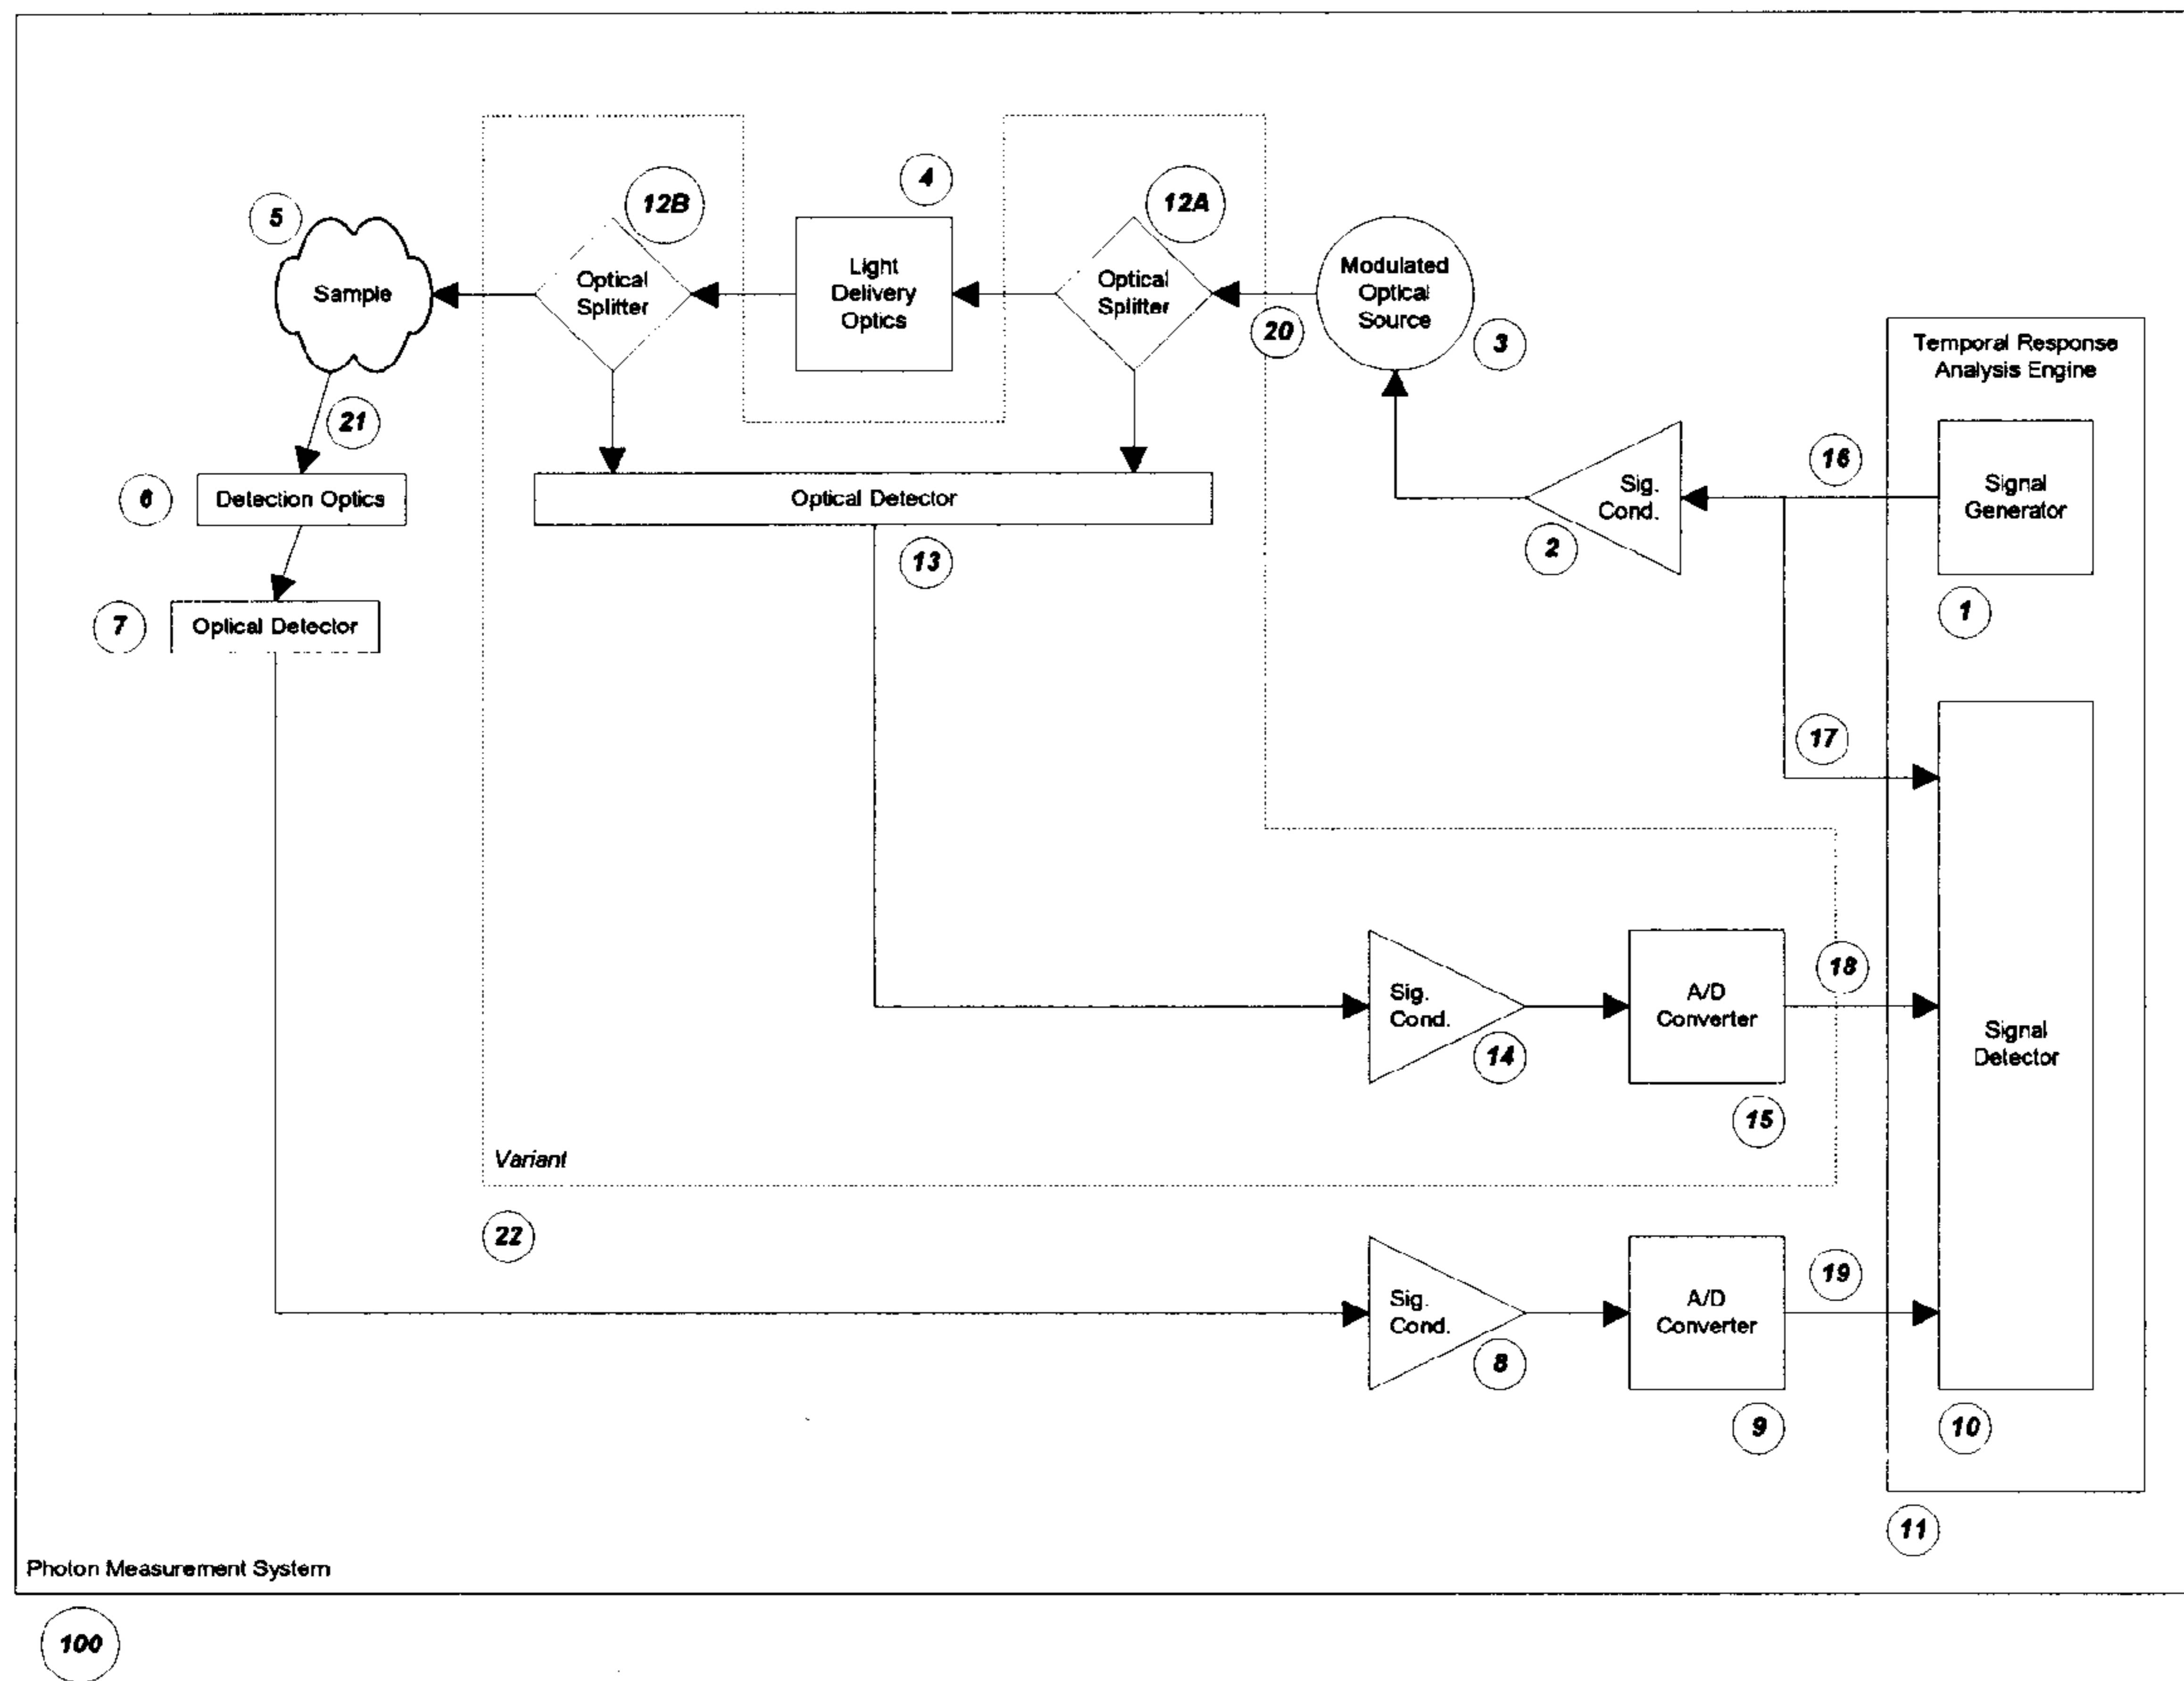 4
12B
12A
5
Sample
Optical
Splitter
Light
Delivery
Optics
Optical
Splitter
Modulated
Optical
Source
20
3
Temporal Response
Analysis Engine
21
16
6
Detection Optics
Optical Detector
Sig.
Cond.
Signal
Generator
2
13
7
Optical Detector
1
17
18
Sig.
Cond.
A/D
Converter
Signal
Detector
14
15
Variant
22
19
Sig.
Cond.
A/D
Converter
8
9
10
11
Photon Measurement System
100